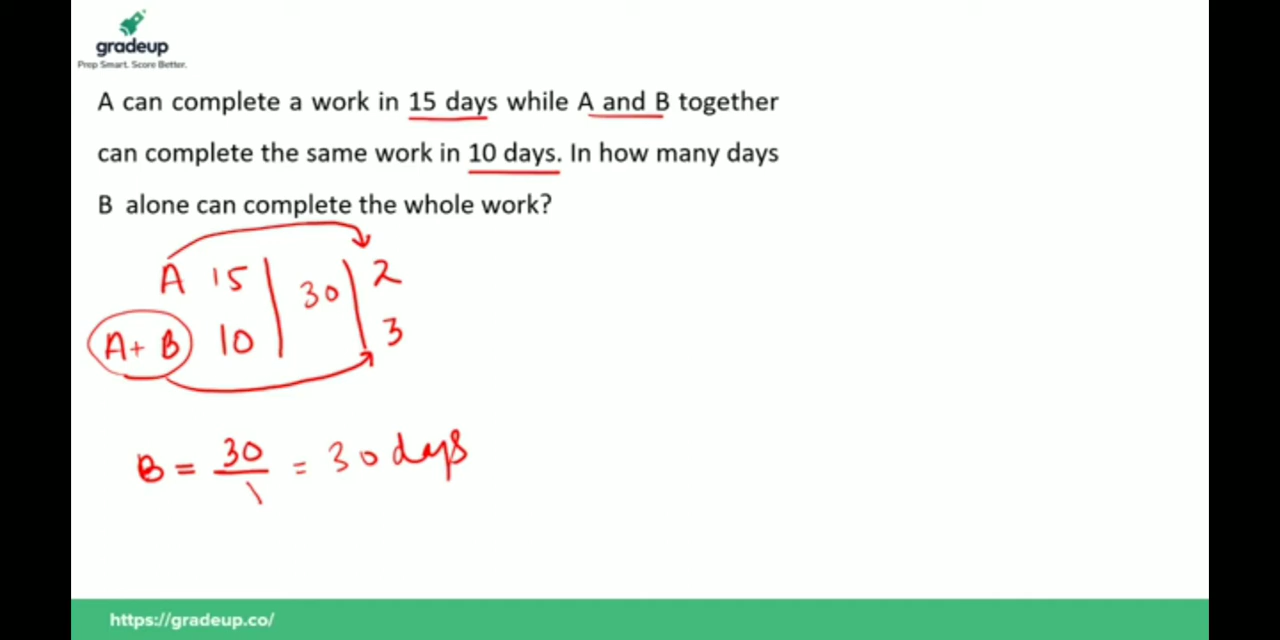 gradeup
Prep Smart. Score Better.
A can complete a work in 15 days while A and B together
can complete the same work in 10 days. In how many days
B alone can complete the whole work?
A 15 | 30 | 2
A+B 10 | | 3
B = 30/1 = 30 days
https://gradeup.co/